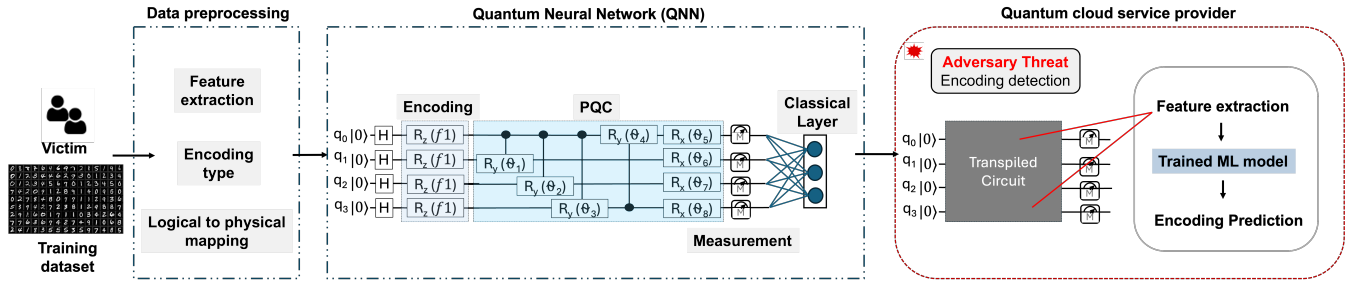 Data preprocessing
Quantum Neural Network (QNN)
Quantum cloud service provider
Victim
Training
dataset
Feature
extraction
Encoding
type
Logical to physical
mapping
Encoding
PQC
Classical
Layer
q0|0⟩ H Rz(f1) Ry(θ4) Rx(θ5) M
q1|0⟩ H Rz(f1) Ry(θ1) Rx(θ6) M
q2|0⟩ H Rz(f1) Ry(θ2) Rx(θ7) M
q3|0⟩ H Rz(f1) Ry(θ3) Rx(θ8) M
Measurement
Adversary Threat
Encoding detection
q0|0⟩ M
q1|0⟩ M
q2|0⟩ M
q3|0⟩ M
Transpiled
Circuit
Feature extraction
Trained ML model
Encoding Prediction